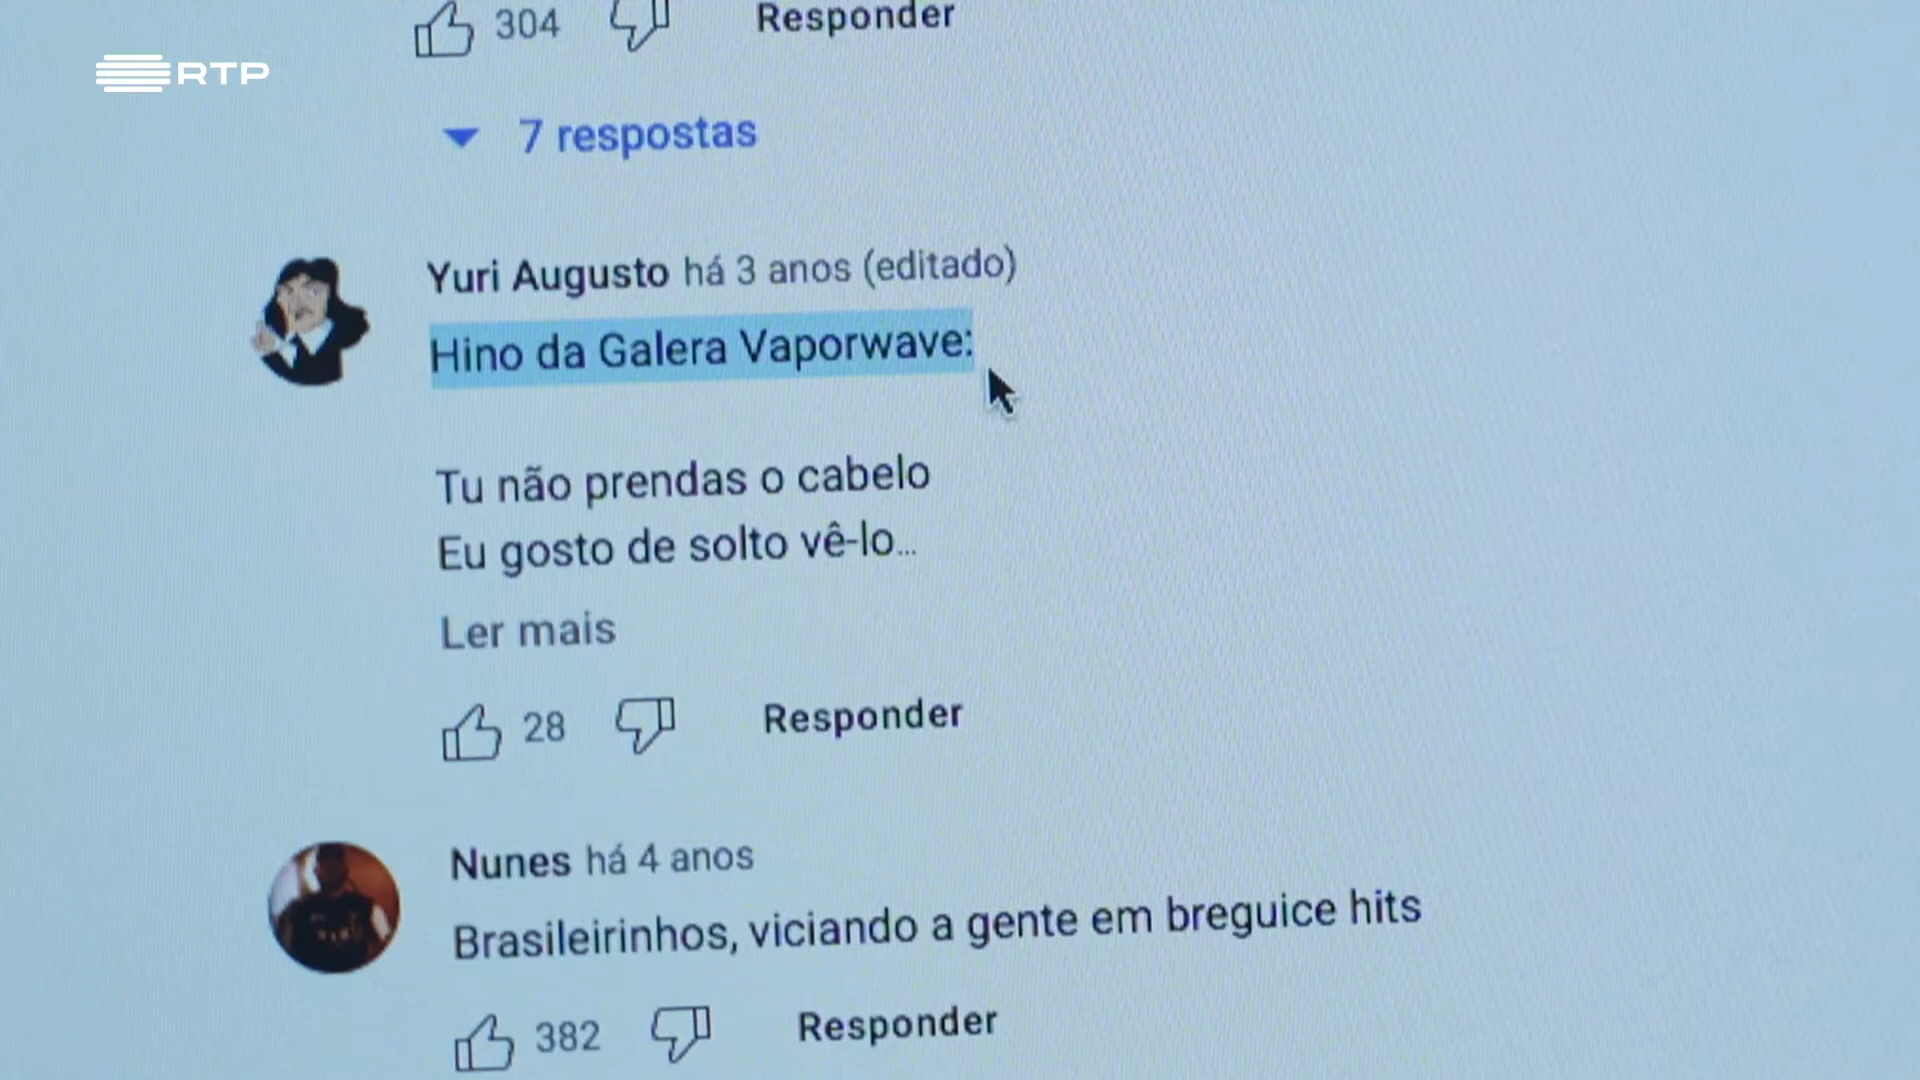 304 Responder
RTP
7 respostas
Yuri Augusto há 3 anos (editado)
Hino da Galera Vaporwave:
Tu não prendas o cabelo
Eu gosto de solto vê-lo...
Ler mais
28 Responder
Nunes há 4 anos
Brasileirinhos, viciando a gente em breguice hits
382 Responder